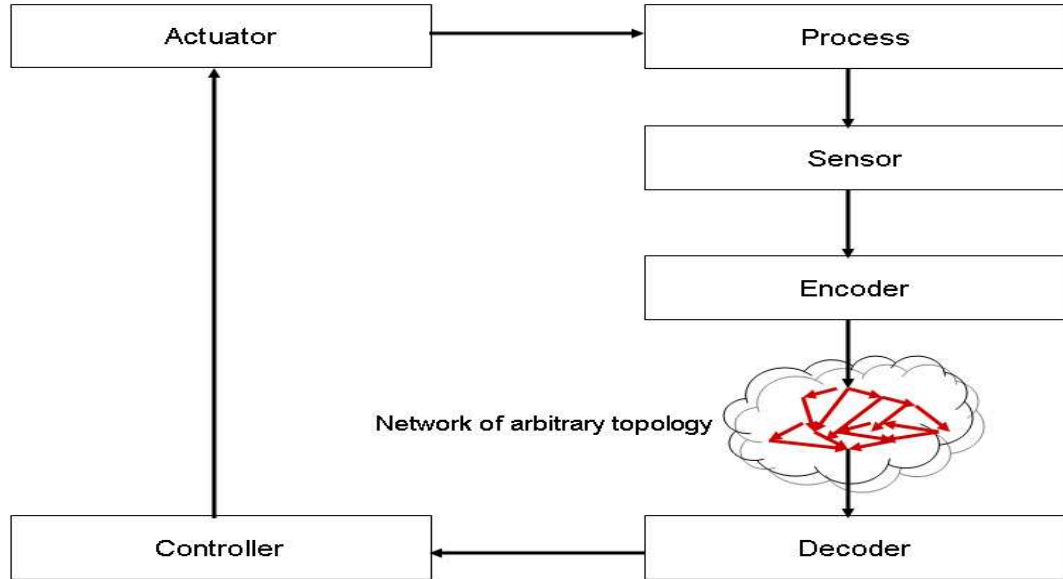 Actuator
Process
Sensor
Encoder
Network of arbitrary topology
Controller
Decoder